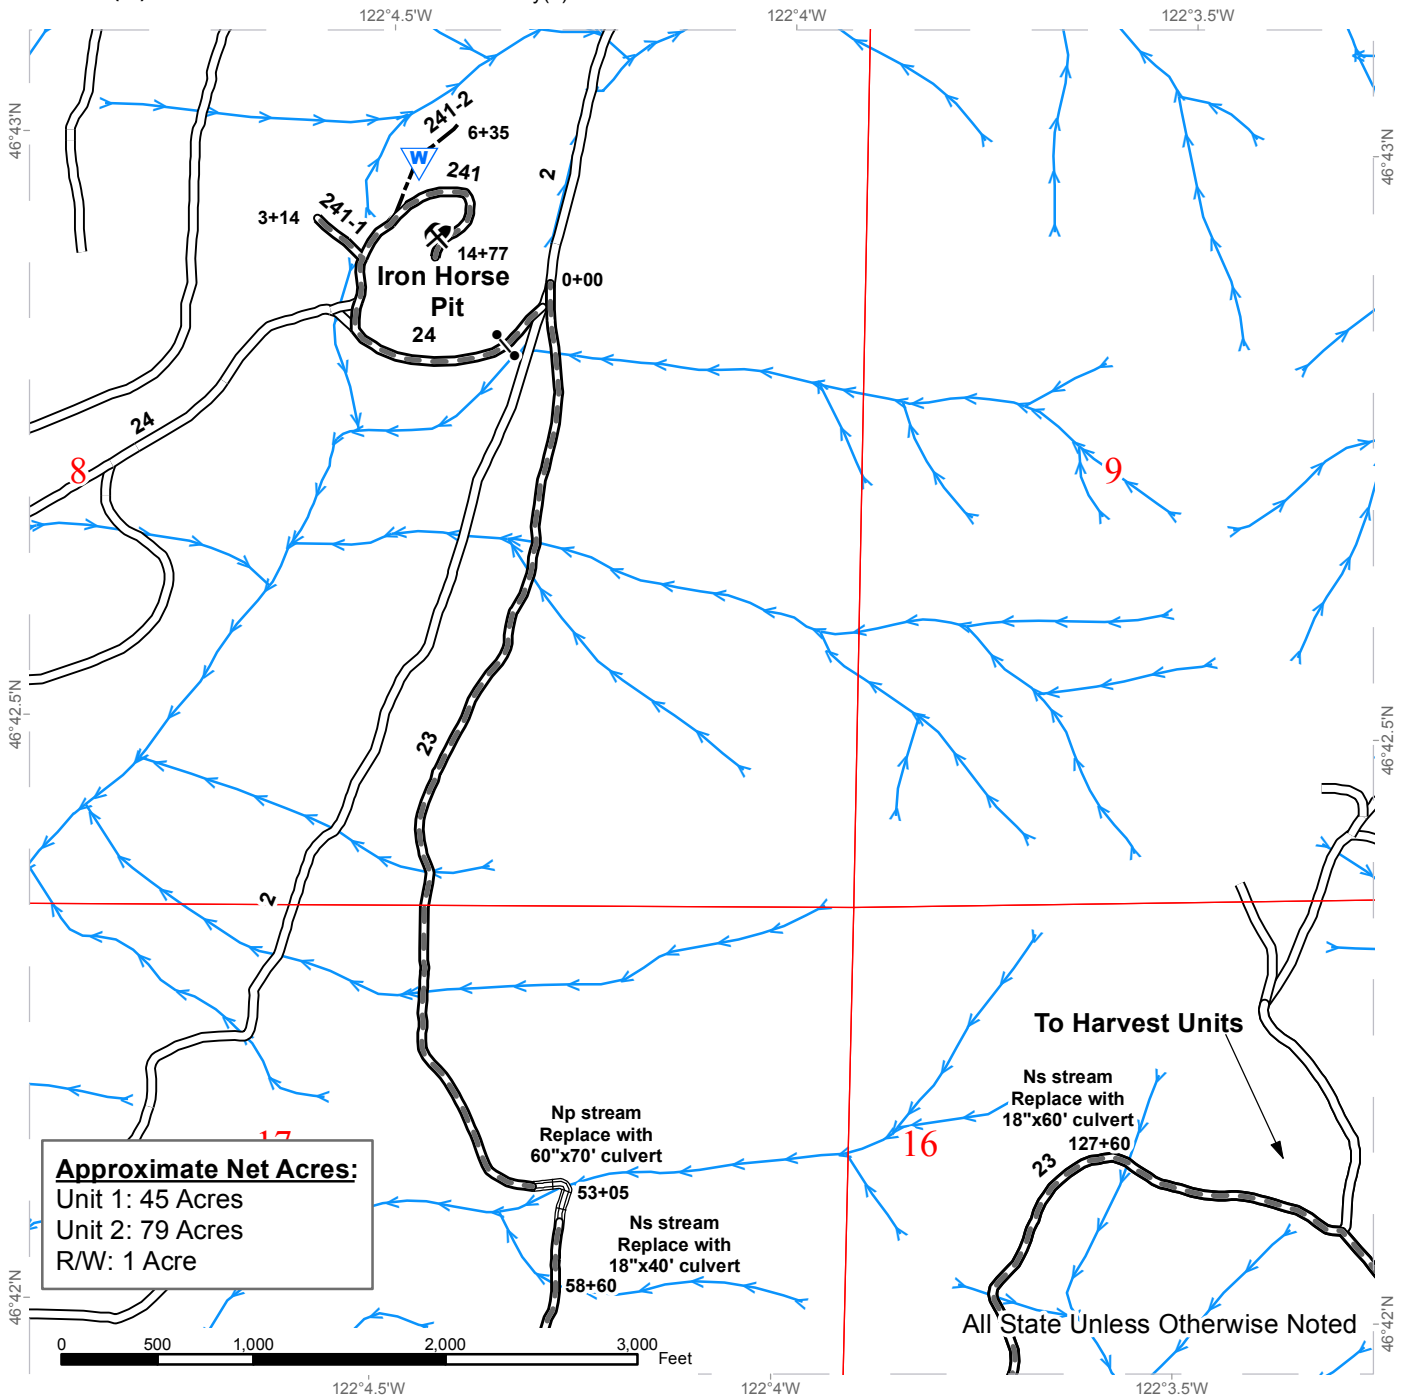 122°4.5'W
122°4'W
122°3.5'W
46°43'N
46°43'N
241-2
6+35
W
241
2
3+14
241-1
14+77
Iron Horse
Pit
0+00
24
24
8
9
46°42.5'N
46°42.5'N
23
2
To Harvest Units
Ns stream
Replace with
18"x60' culvert
127+60
Np stream
Replace with
60"x70' culvert
16
17
23
53+05
Approximate Net Acres:
Unit 1: 45 Acres
Unit 2: 79 Acres
R/W: 1 Acre
Ns stream
Replace with
18"x40' culvert
58+60
46°42'N
46°42'N
All State Unless Otherwise Noted
0 500 1,000 2,000 3,000
Feet
122°4.5'W
122°4'W
122°3.5'W